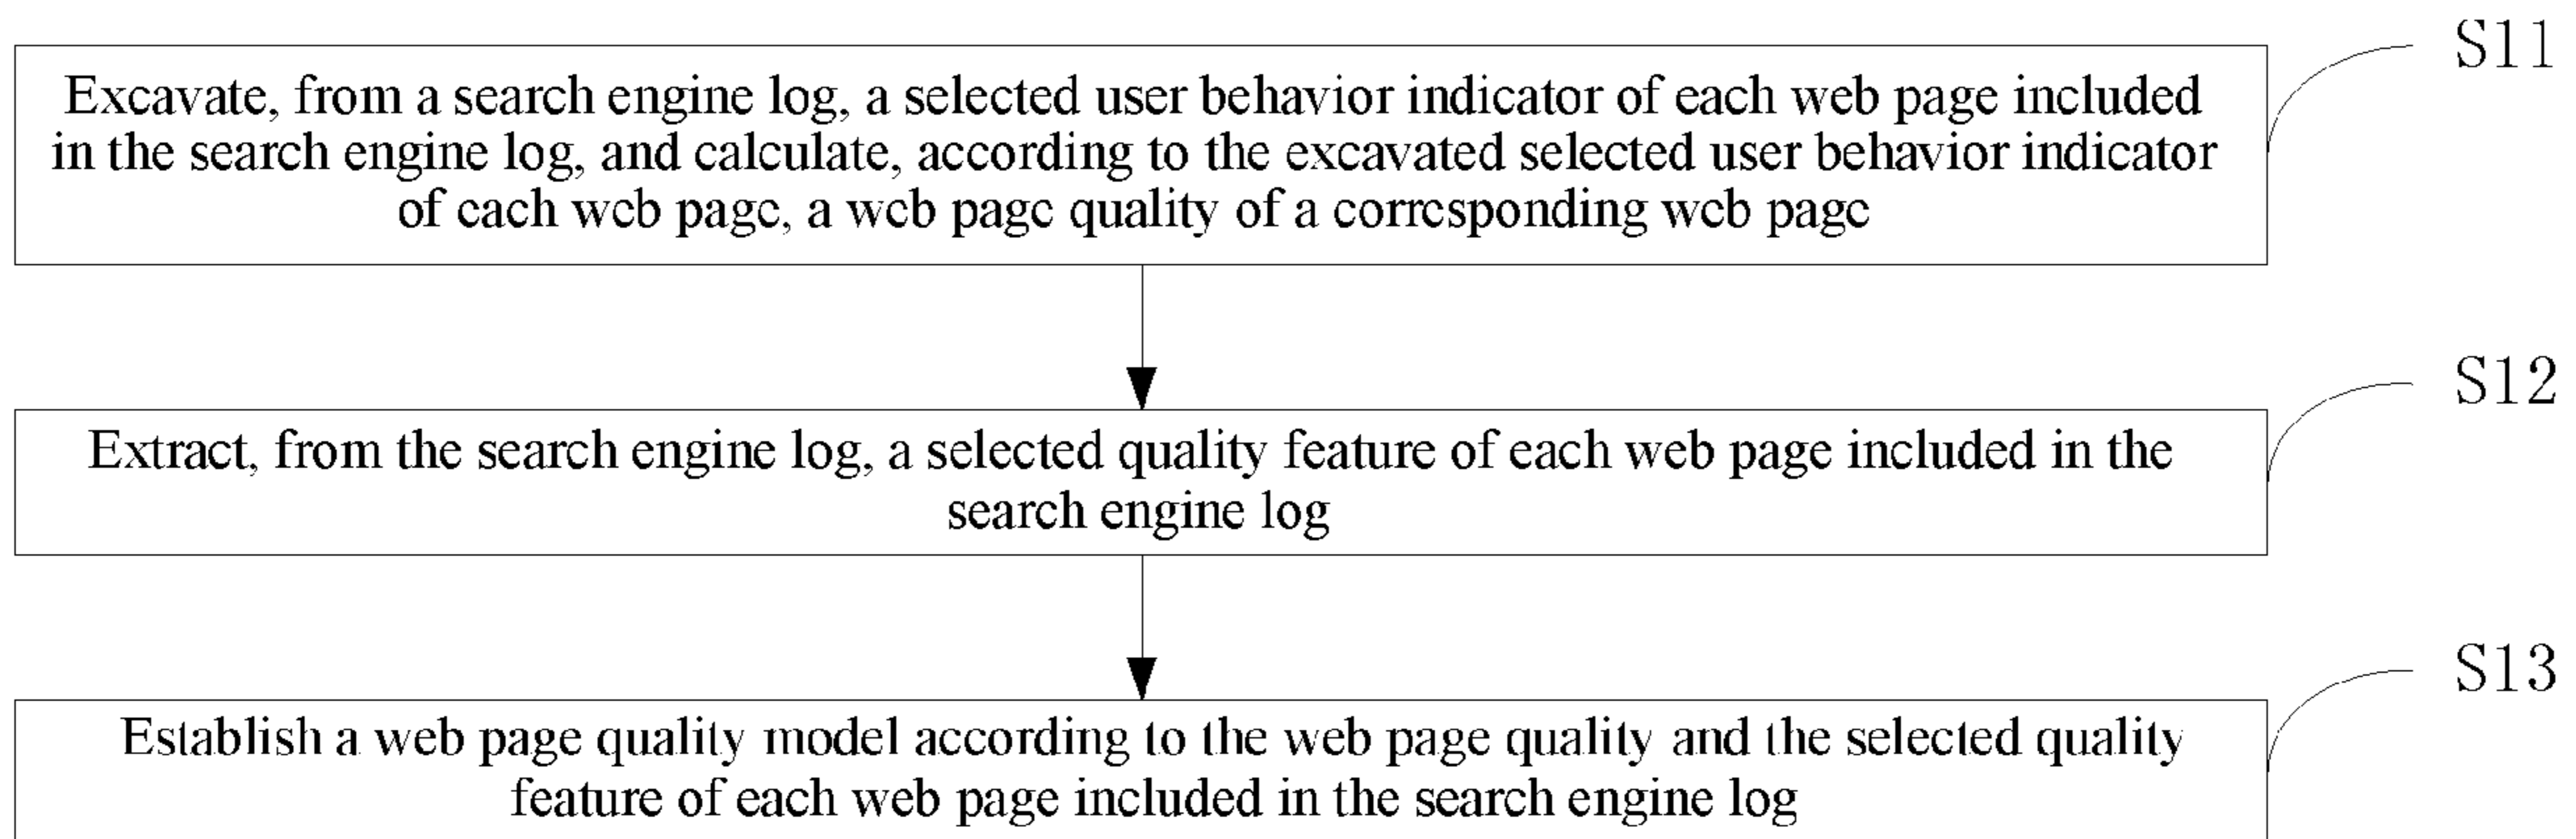 S11
Excavate, from a search engine log, a selected user behavior indicator of each web page included
in the search engine log, and calculate, according to the excavated selected user behavior indicator
of each web page, a web page quality of a corresponding web page
S12
Extract, from the search engine log, a selected quality feature of each web page included in the
search engine log
S13
Establish a web page quality model according to the web page quality and the selected quality
feature of each web page included in the search engine log